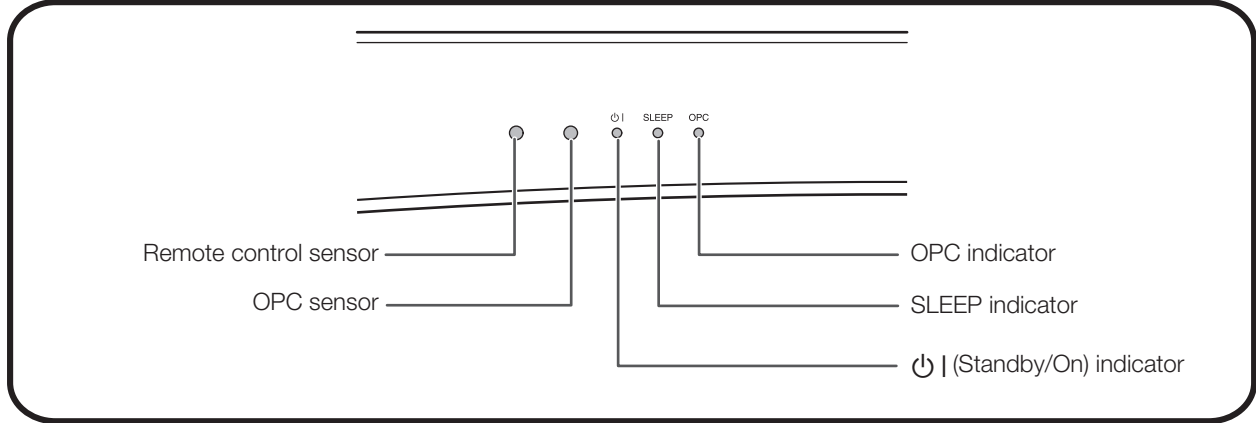 ⏻ | SLEEP OPC
Remote control sensor
OPC sensor
OPC indicator
SLEEP indicator
⏻ | (Standby/On) indicator